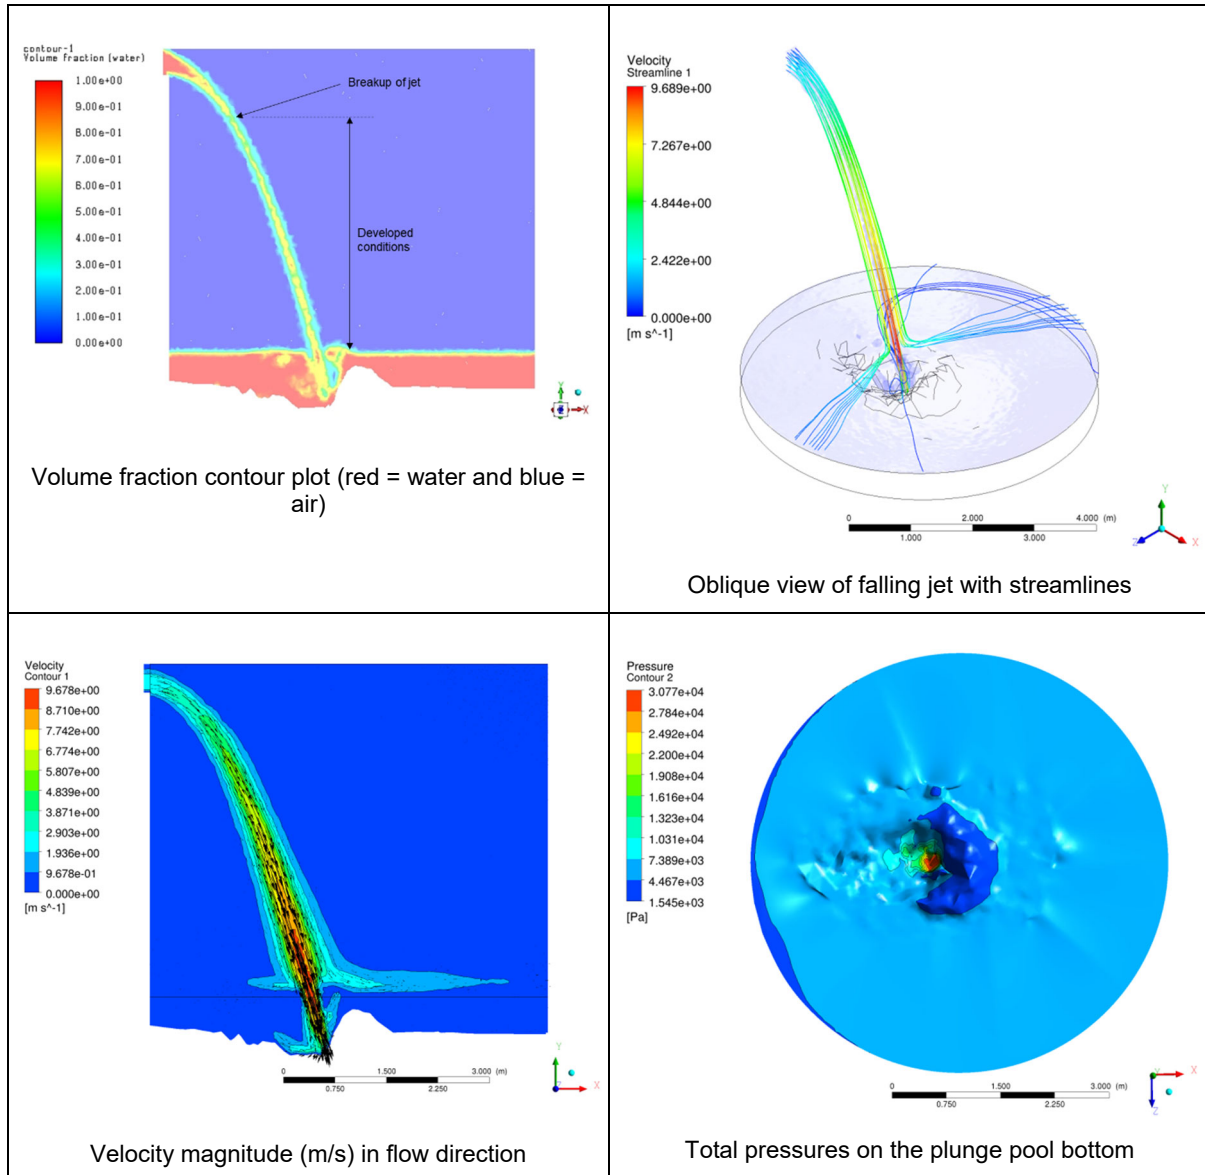 contour-1
Volume fraction (water)
1.00e+00
9.00e-01
8.00e-01
7.00e-01
6.00e-01
5.00e-01
4.00e-01
3.00e-01
2.00e-01
1.00e-01
0.00e+00
Breakup of jet
Developed
conditions
Y
X
Volume fraction contour plot (red = water and blue =
air)
Velocity
Streamline 1
9.689e+00
7.267e+00
4.844e+00
2.422e+00
0.000e+00
[m s^-1]
0 2.000 4.000 (m)
1.000 3.000
Y
Z X
Oblique view of falling jet with streamlines
Velocity
Contour 1
9.678e+00
8.710e+00
7.742e+00
6.774e+00
5.807e+00
4.839e+00
3.871e+00
2.903e+00
1.936e+00
9.678e-01
0.000e+00
[m s^-1]
0 1.500 3.000 (m)
0.750 2.250
Y
Z X
Velocity magnitude (m/s) in flow direction
Pressure
Contour 2
3.077e+04
2.784e+04
2.492e+04
2.200e+04
1.908e+04
1.616e+04
1.323e+04
1.031e+04
7.389e+03
4.467e+03
1.545e+03
[Pa]
0 1.500 3.000 (m)
0.750 2.250
Y X
Z
Total pressures on the plunge pool bottom